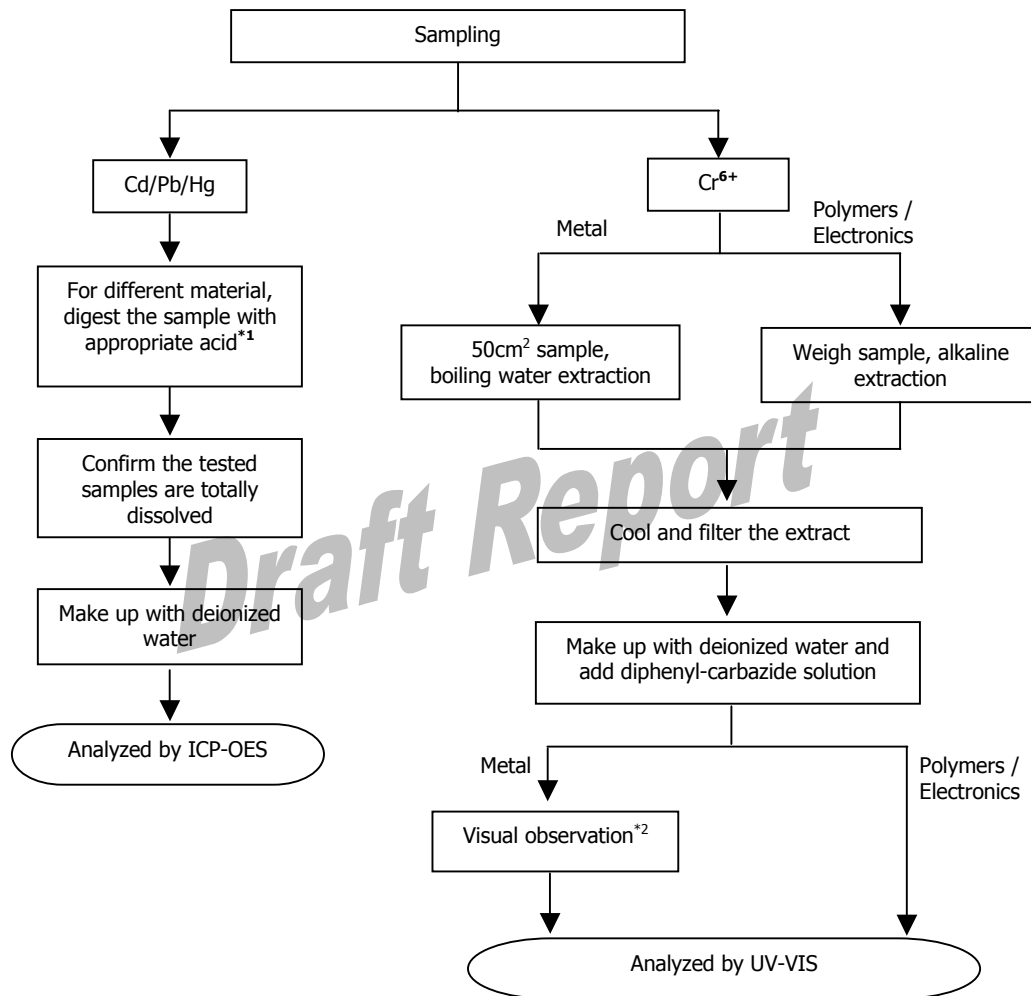 Sampling
Cd/Pb/Hg
For different material,
digest the sample with
appropriate acid*1
Confirm the tested
samples are totally
dissolved
Make up with deionized
water
Analyzed by ICP-OES
Cr6+
Metal
Polymers /
Electronics
50cm2 sample,
boiling water extraction
Weigh sample, alkaline
extraction
Cool and filter the extract
Make up with deionized water and
add diphenyl-carbazide solution
Metal
Polymers /
Electronics
Visual observation*2
Analyzed by UV-VIS
Draft Report